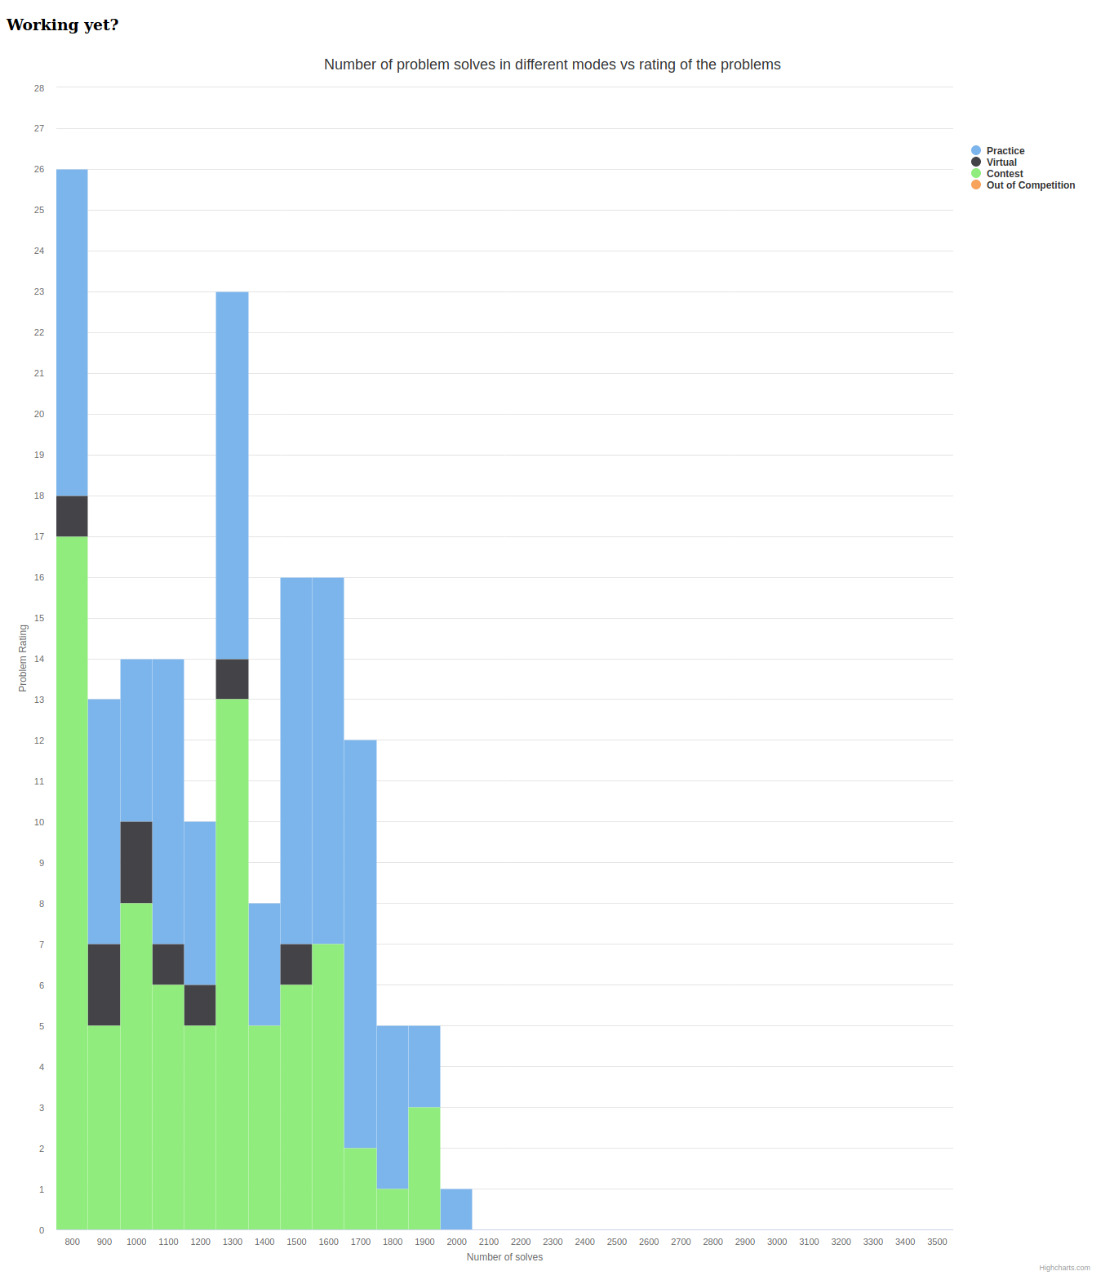 Working yet?
Number of problem solves in different modes vs rating of the problems
28
27
26
25
24
23
22
21
20
19
18
17
16
15
14
13
12
11
10
9
8
7
6
5
4
3
2
1
0
Problem Rating
Practice
Virtual
Contest
Out of Competition
800 900 1000 1100 1200 1300 1400 1500 1600 1700 1800 1900 2000 2100 2200 2300 2400 2500 2600 2700 2800 2900 3000 3100 3200 3300 3400 3500
Number of solves
Highcharts.com